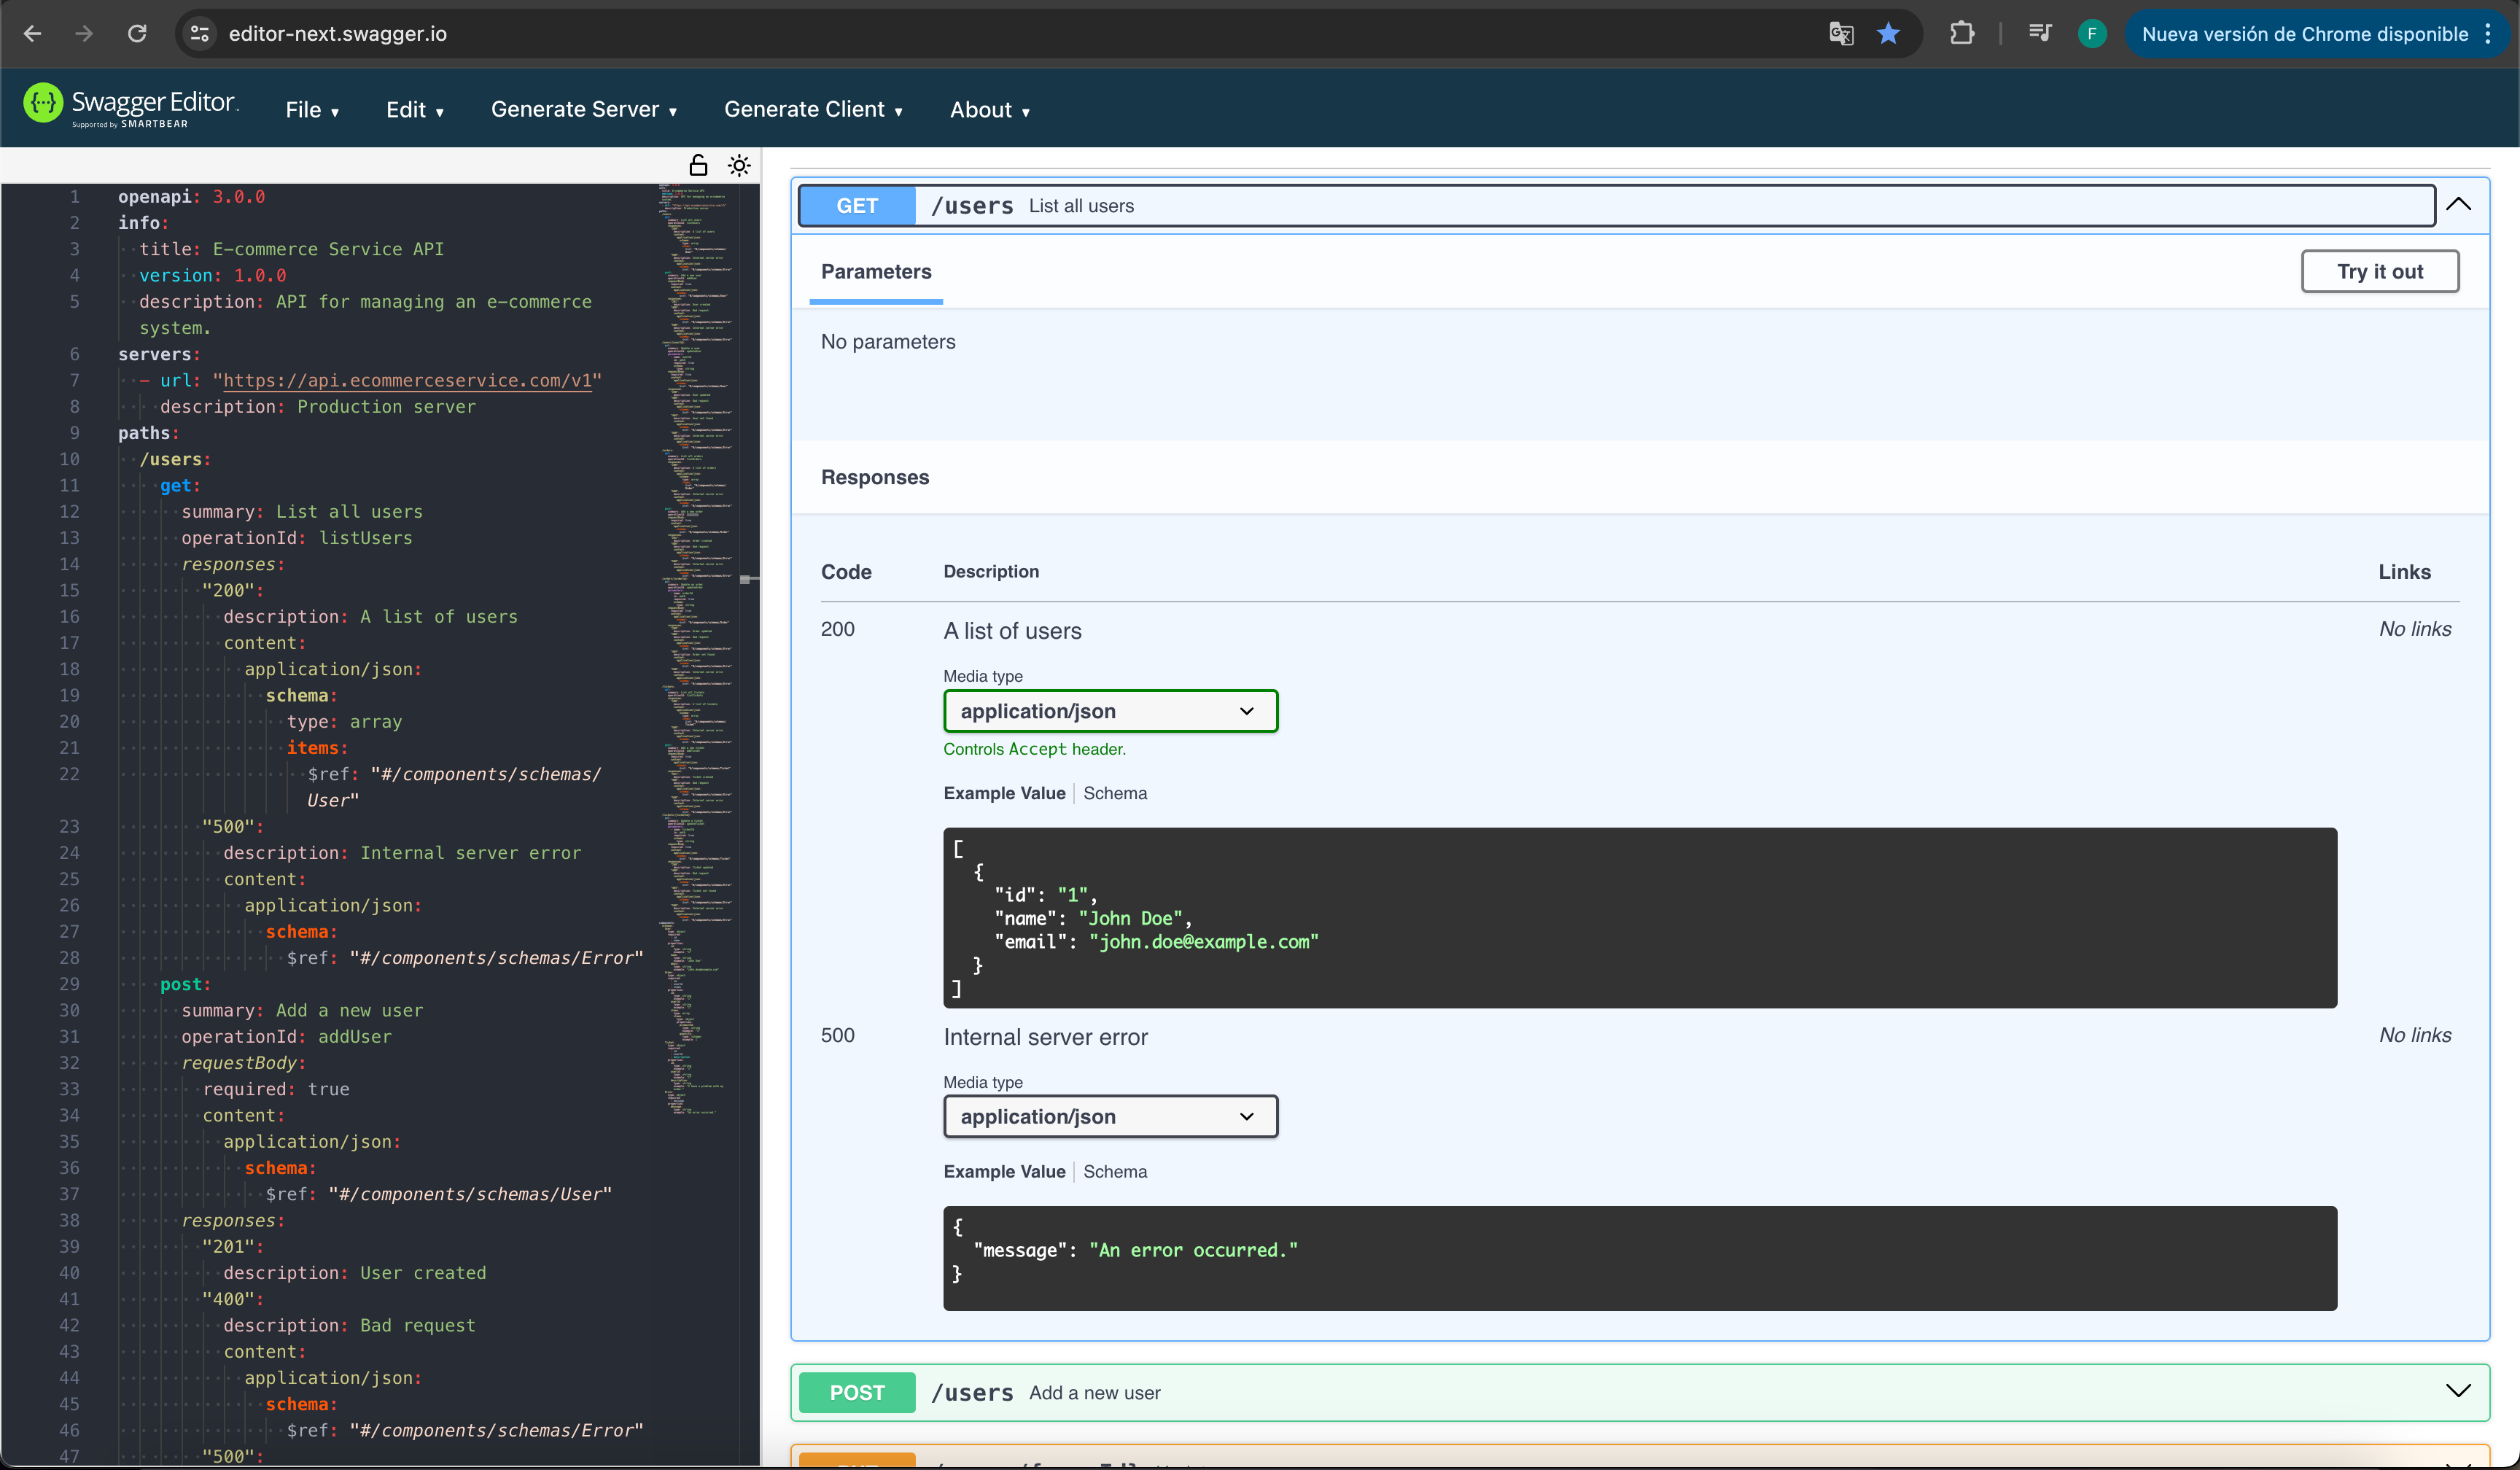 editor-next.swagger.io
F
Nueva versión de Chrome disponible
{...} Swagger Editor
Supported by SMARTBEAR
File ▾
Edit ▾
Generate Server ▾
Generate Client ▾
About ▾
1 openapi: 3.0.0
2 info:
3 title: E-commerce Service API
4 version: 1.0.0
5 description: API for managing an e-commerce
system.
6 servers:
7 - url: "https://api.ecommerceservice.com/v1"
8 description: Production server
9 paths:
10 /users:
11 get:
12 summary: List all users
13 operationId: listUsers
14 responses:
15 "200":
16 description: A list of users
17 content:
18 application/json:
19 schema:
20 type: array
21 items:
22 $ref: "#/components/schemas/
User"
23 "500":
24 description: Internal server error
25 content:
26 application/json:
27 schema:
28 $ref: "#/components/schemas/Error"
29 post:
30 summary: Add a new user
31 operationId: addUser
32 requestBody:
33 required: true
34 content:
35 application/json:
36 schema:
37 $ref: "#/components/schemas/User"
38 responses:
39 "201":
40 description: User created
41 "400":
42 description: Bad request
43 content:
44 application/json:
45 schema:
46 $ref: "#/components/schemas/Error"
47 "500":
GET /users List all users
Parameters
Try it out
No parameters
Responses
Code Description Links
200 A list of users No links
Media type
application/json
Controls Accept header.
Example Value Schema
[
{
"id": "1",
"name": "John Doe",
"email": "john.doe@example.com"
}
]
500 Internal server error No links
Media type
application/json
Example Value Schema
{
"message": "An error occurred."
}
POST /users Add a new user